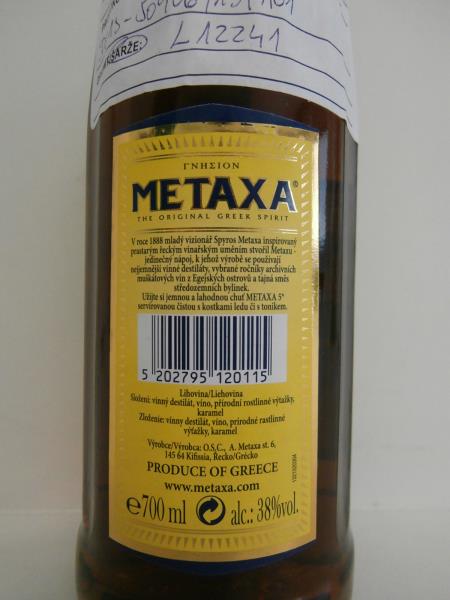 ŠARŽE: L12241
ΓΝΗΣΙΟΝ
METAXA®
THE ORIGINAL GREEK SPIRIT
V roce 1888 mladý vizionář Spyros Metaxa inspirovaný
prastarým řeckým vinařským uměním stvořil Metaxu -
jedinečný nápoj, k jehož výrobě se používají
nejjemnější vinné destiláty, vybrané ročníky archivních
muškátových vín z Egejských ostrovů a tajná směs
středozemních bylinek.
Užijte si jemnou a lahodnou chuť METAXA 5*
servírovanou čistou s kostkami ledu či s tonikem.
5 202795 120115
Lihovina/Liehovina
Složení: vinný destilát, víno, přírodní rostlinné výtažky,
karamel
Zloženie: vínny destilát, víno, prírodné rastlinné
výťažky, karamel
Výrobce/Výrobca: O.S.C., A. Metaxa st. 6,
145 64 Kifissia, Řecko/Grécko
PRODUCE OF GREECE
www.metaxa.com
℮700 ml alc.: 38%vol.